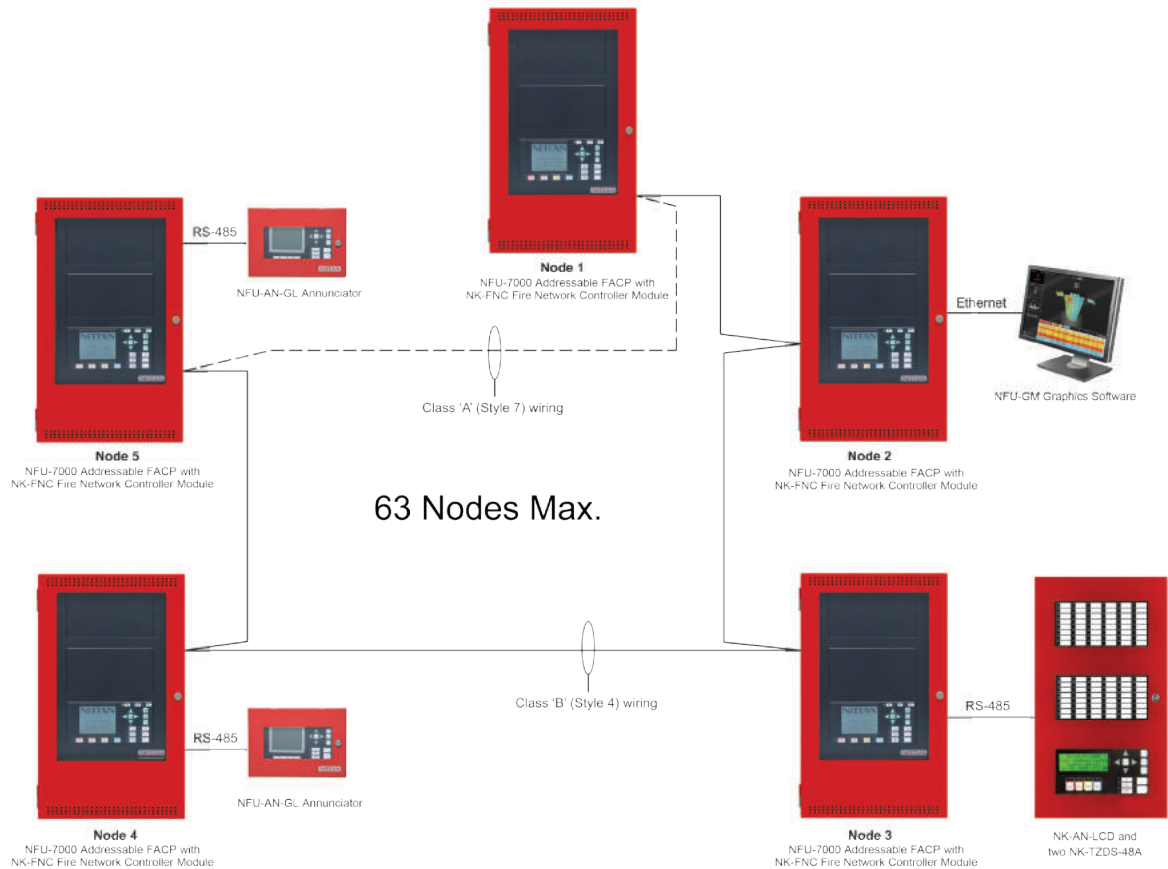 Node 1
NFU-7000 Addressable FACP with
NK-FNC Fire Network Controller Module
RS-485
NFU-AN-GL Annunciator
Ethernet
NFU-GM Graphics Software
Class 'A' (Style 7) wiring
Node 5
NFU-7000 Addressable FACP with
NK-FNC Fire Network Controller Module
Node 2
NFU-7000 Addressable FACP with
NK-FNC Fire Network Controller Module
63 Nodes Max.
Class 'B' (Style 4) wiring
RS-485
RS-485
NFU-AN-GL Annunciator
Node 4
NFU-7000 Addressable FACP with
NK-FNC Fire Network Controller Module
Node 3
NFU-7000 Addressable FACP with
NK-FNC Fire Network Controller Module
NK-AN-LCD and
two NK-TZDS-48A